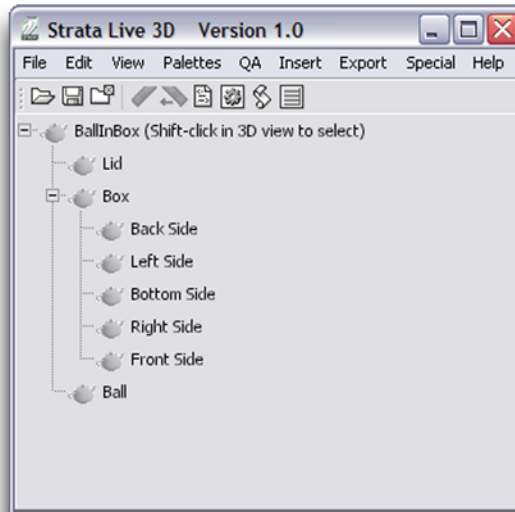 Strata Live 3D Version 1.0
File Edit View Palettes QA Insert Export Special Help
BallInBox (Shift-click in 3D view to select)
Lid
Box
Back Side
Left Side
Bottom Side
Right Side
Front Side
Ball